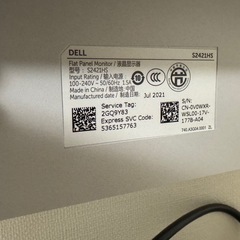 DELL
S2421HS
Flat Panel Monitor / 液晶显示器
Model / 型号: S2421HS
Input Rating / 输入电源:
100-240V~ 50/60Hz 1.5A
Made in China / 中国制造
Manufactured date / 制造日期: Jul 2021
Service Tag:
2GQ9Y83
Express Svc Code:
5365157763
S/N:
CN-0V0WXR-
WSL00-17V-
177B-A04